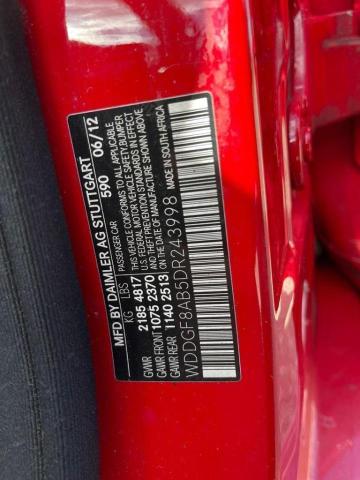 MFD BY DAIMLER AG STUTTGART
590 06/12
PASSENGER CAR
THIS VEHICLE CONFORMS TO ALL APPLICABLE
FEDERAL MOTOR VEHICLE SAFETY, BUMPER
AND THEFT PREVENTION STANDARDS IN EFFECT
ON THE DATE OF MANUFACTURE SHOWN ABOVE.
U.S.
KG LBS
GVWR 2185 4817
GAWR FRONT 1075 2370
GAWR REAR 1140 2513
MADE IN SOUTH AFRICA
WDDGF8AB5DR243998